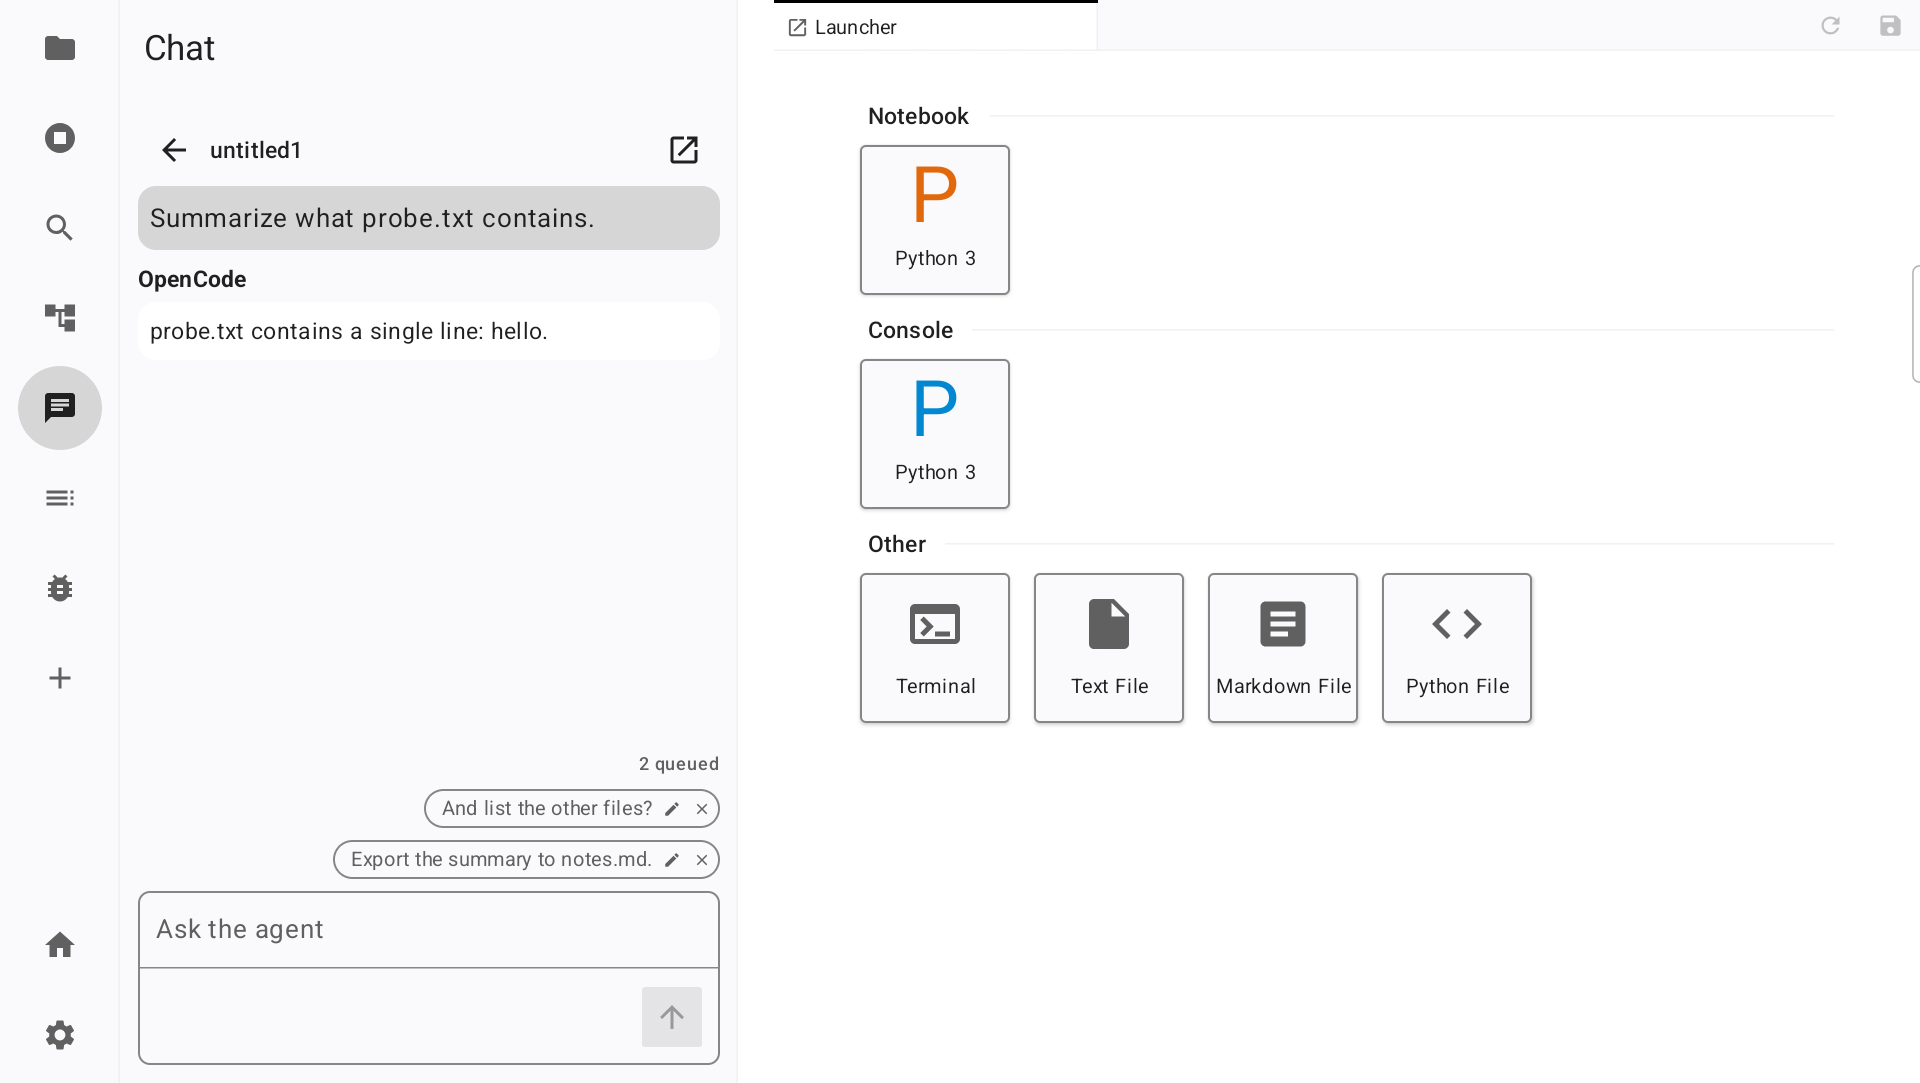 Chat
untitled1
Summarize what probe.txt contains.
OpenCode
probe.txt contains a single line: hello.
2 queued
And list the other files?
Export the summary to notes.md.
Ask the agent
Launcher
Notebook
P
Python 3
Console
P
Python 3
Other
Terminal
Text File
Markdown File
Python File